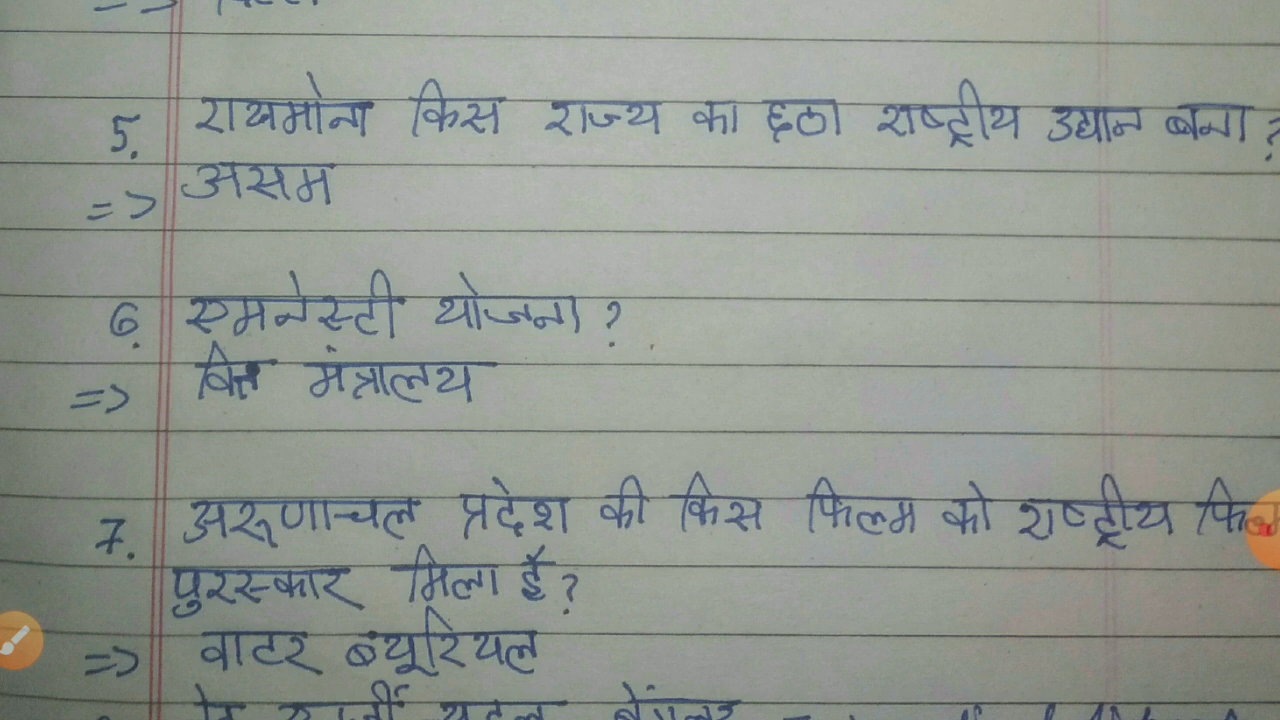 5. रायमोना किस राज्य का छठा राष्ट्रीय उद्यान बना?
=> असम
6. एमनेस्टी योजना?
=> वित्त मंत्रालय
7. अरूणाचल प्रदेश की किस फिल्म को राष्ट्रीय
पुरस्कार मिला है?
=> वाटर ब्यूरियल